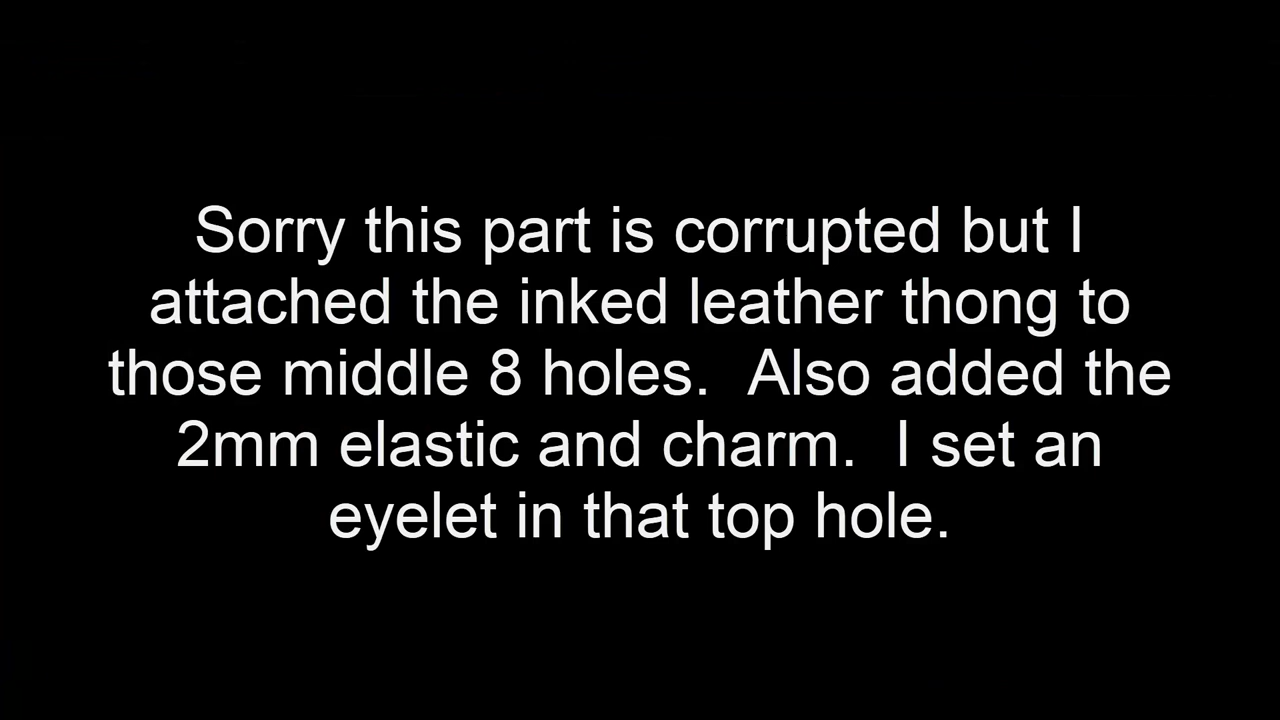 Sorry this part is corrupted but I
attached the inked leather thong to
those middle 8 holes.  Also added the
2mm elastic and charm.  I set an
eyelet in that top hole.